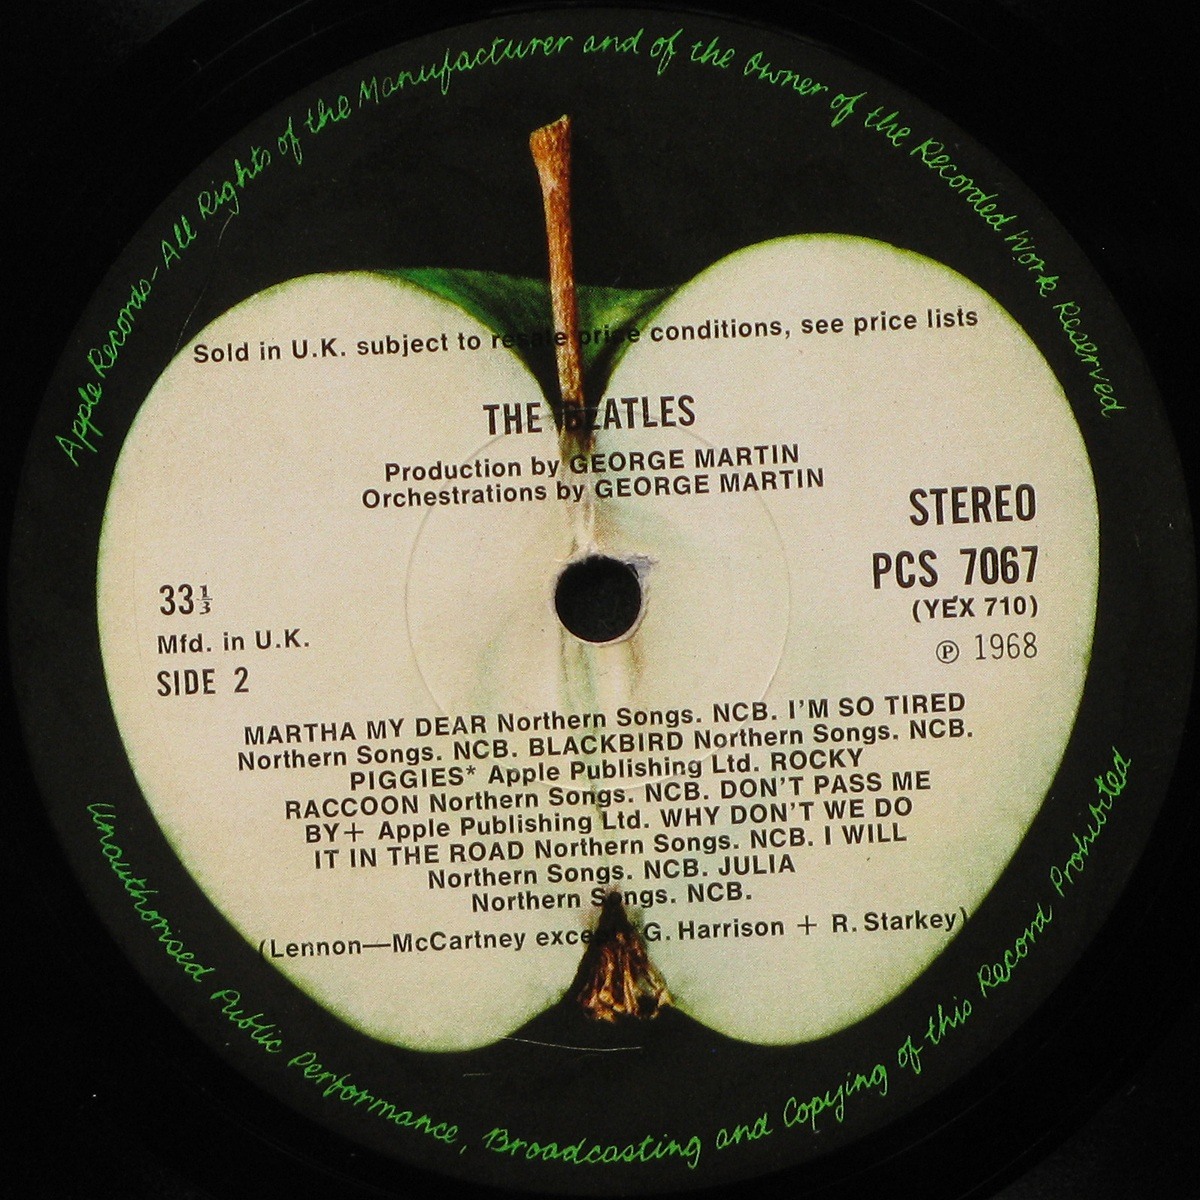 Apple Records - All Rights of the Manufacturer and of the Owner of the Recorded Work Reserved
Sold in U.K. subject to resale price conditions, see price lists
THE BEATLES
Production by GEORGE MARTIN
Orchestrations by GEORGE MARTIN
STEREO
PCS 7067
(YEX 710)
℗ 1968
33⅓
Mfd. in U.K.
SIDE 2
MARTHA MY DEAR Northern Songs. NCB. I'M SO TIRED
Northern Songs. NCB. BLACKBIRD Northern Songs. NCB.
PIGGIES* Apple Publishing Ltd. ROCKY
RACCOON Northern Songs. NCB. DON'T PASS ME
BY+ Apple Publishing Ltd. WHY DON'T WE DO
IT IN THE ROAD Northern Songs. NCB. I WILL
Northern Songs. NCB. JULIA
Northern Songs. NCB.
(Lennon—McCartney G. Harrison + R. Starkey)
Unauthorised Public Performance, Broadcasting and Copying of this Record Prohibited